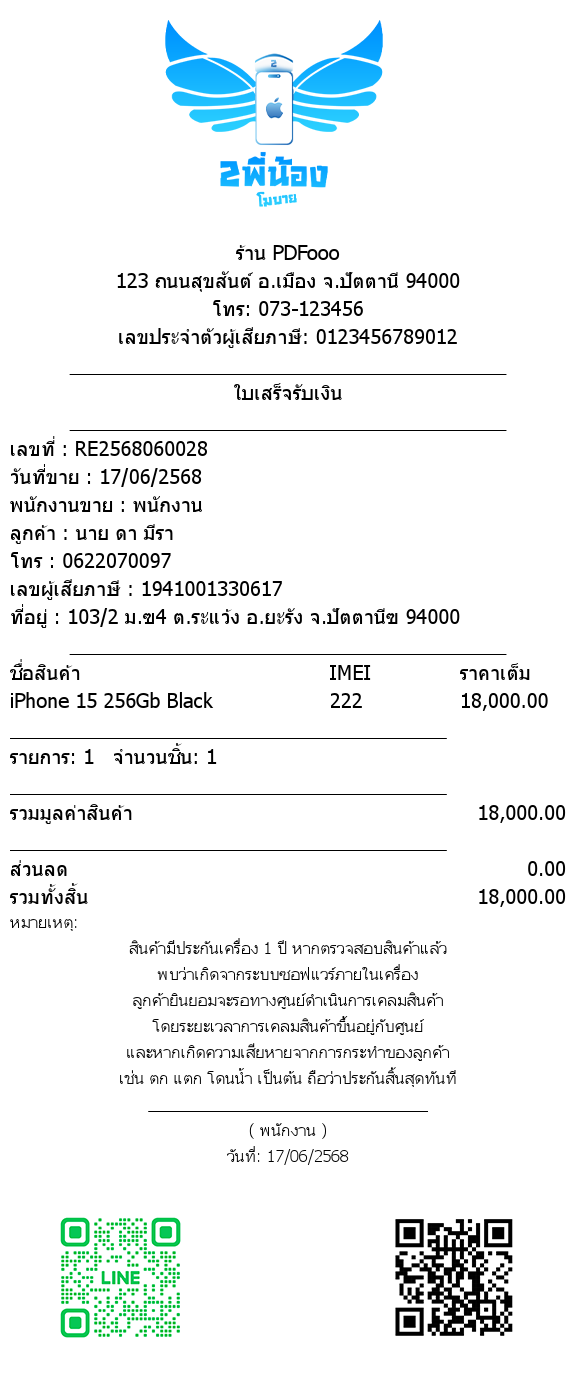 2
2พี่น้อง
โมบาย
ร้าน PDFooo
123 ถนนสุขสันต์ อ.เมือง จ.ปัตตานี 94000
โทร: 073-123456
เลขประจำตัวผู้เสียภาษี: 0123456789012
ใบเสร็จรับเงิน
เลขที่ : RE2568060028
วันที่ขาย : 17/06/2568
พนักงานขาย : พนักงาน
ลูกค้า : นาย ดา มีรา
โทร : 0622070097
เลขผู้เสียภาษี : 1941001330617
ที่อยู่ : 103/2 ม.ฃ4 ต.ระแว้ง อ.ยะรัง จ.ปัตตานีฃ 94000
ชื่อสินค้า IMEI ราคาเต็ม
iPhone 15 256Gb Black 222 18,000.00
รายการ: 1 จำนวนชิ้น: 1
รวมมูลค่าสินค้า 18,000.00
ส่วนลด 0.00
รวมทั้งสิ้น 18,000.00
หมายเหตุ:
สินค้ามีประกันเครื่อง 1 ปี หากตรวจสอบสินค้าแล้ว
พบว่าเกิดจากระบบซอฟแวร์ภายในเครื่อง
ลูกค้ายินยอมจะรอทางศูนย์ดำเนินการเคลมสินค้า
โดยระยะเวลาการเคลมสินค้าขึ้นอยู่กับศูนย์
และหากเกิดความเสียหายจากการกระทำของลูกค้า
เช่น ตก แตก โดนน้ำ เป็นต้น ถือว่าประกันสิ้นสุดทันที
( พนักงาน )
วันที่: 17/06/2568
LINE